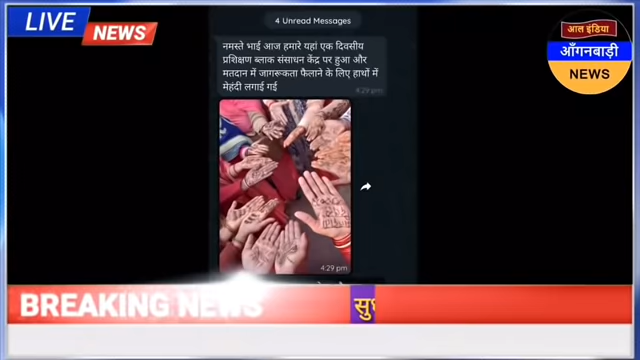 LIVE
NEWS
4 Unread Messages
नमस्ते भाई आज हमारे यहां एक दिवसीय
प्रशिक्षण ब्लाक संसाधन केंद्र पर हुआ और
मतदान में जागरूकता फैलाने के लिए हाथों में
मेहंदी लगाई गई
4:29 pm
4:29 pm
आल इंडिया
आँगनबाड़ी
NEWS
BREAKING NEWS